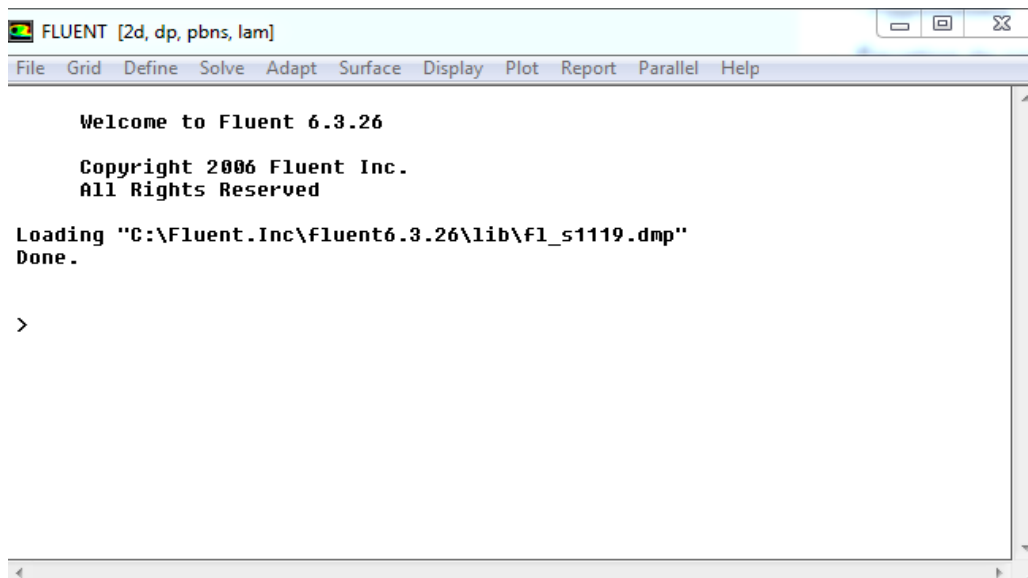 FLUENT [2d, dp, pbns, lam]
File Grid Define Solve Adapt Surface Display Plot Report Parallel Help
Welcome to Fluent 6.3.26
Copyright 2006 Fluent Inc.
All Rights Reserved
Loading "C:\Fluent.Inc\fluent6.3.26\lib\fl_s1119.dmp"
Done.
>